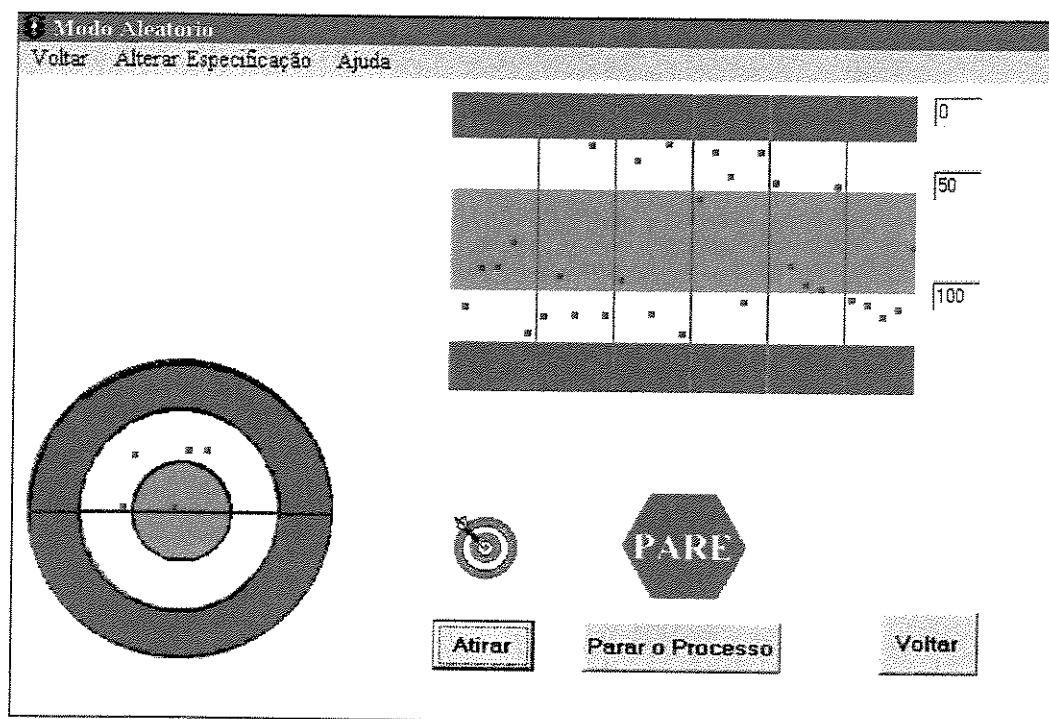 Modo Aleatorio
Voltar Alterar Especificação Ajuda
0
50
100
PARE
Atirar
Parar o Processo
Voltar